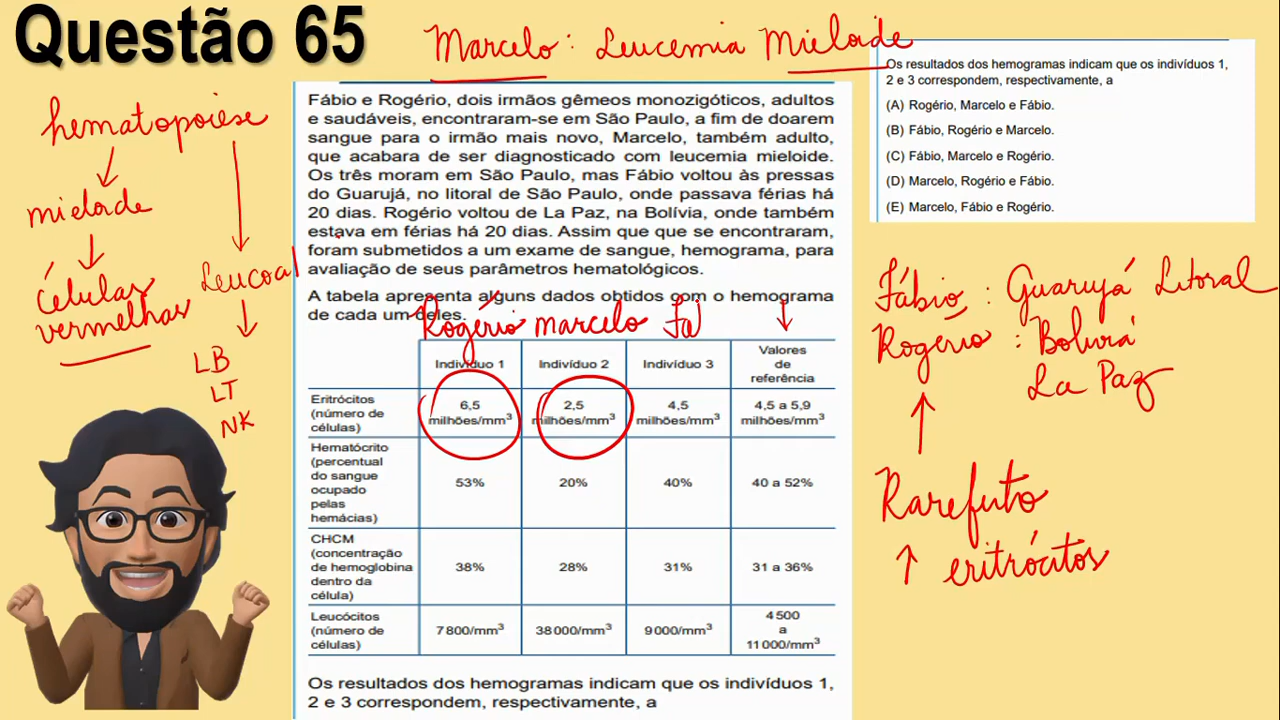 Questão 65
Marcelo: Leucemia Mieloide
hematopoiese
mieloide
células
vermelhas
Leucoal
LB
LT
NK
Fábio e Rogério, dois irmãos gêmeos monozigóticos, adultos
e saudáveis, encontraram-se em São Paulo, a fim de doarem
sangue para o irmão mais novo, Marcelo, também adulto,
que acabara de ser diagnosticado com leucemia mieloide.
Os três moram em São Paulo, mas Fábio voltou às pressas
do Guarujá, no litoral de São Paulo, onde passava férias há
20 dias. Rogério voltou de La Paz, na Bolívia, onde também
estava em férias há 20 dias. Assim que que se encontraram,
foram submetidos a um exame de sangue, hemograma, para
avaliação de seus parâmetros hematológicos.
A tabela apresenta alguns dados obtidos com o hemograma
de cada um deles.
Rogério marcelo Fá
Indivíduo 1 Indivíduo 2 Indivíduo 3 Valores
de
referência
Eritrócitos
(número de
células)
6,5
milhões/mm³
2,5
milhões/mm³
4,5
milhões/mm³
4,5 a 5,9
milhões/mm³
Hematócrito
(percentual
do sangue
ocupado
pelas
hemácias)
53% 20% 40% 40 a 52%
CHCM
(concentração
de hemoglobina
dentro da
célula)
38% 28% 31% 31 a 36%
Leucócitos
(número de
células)
7 800/mm³ 38 000/mm³ 9 000/mm³
4 500
a
11 000/mm³
Os resultados dos hemogramas indicam que os indivíduos 1,
2 e 3 correspondem, respectivamente, a
Os resultados dos hemogramas indicam que os indivíduos 1,
2 e 3 correspondem, respectivamente, a
(A) Rogério, Marcelo e Fábio.
(B) Fábio, Rogério e Marcelo.
(C) Fábio, Marcelo e Rogério.
(D) Marcelo, Rogério e Fábio.
(E) Marcelo, Fábio e Rogério.
Fábio: Guarujá Litoral
Rogério: Bolívia
La Paz
Rarefuto
↑ eritrócitos